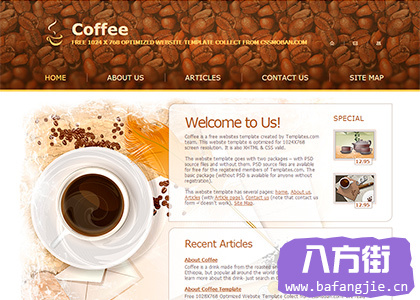 Coffee
FREE 1024 X 768 OPTIMIZED WEBSITE TEMPLATE COLLECT FROM CSSMOBAN.COM
HOME
ABOUT US
ARTICLES
CONTACT US
SITE MAP
Welcome to Us!
Coffee is a free websites template created by Templates.com
team. This website template is optimized for 1024X768
screen resolution. It is also XHTML & CSS valid.
The website template goes with two packages – with PSD
source files and without them. PSD source files are available
for free for the registered members of Templates.com. The
basic package (without PSD is available for anyone without
registration).
This website template has several pages: home, About us,
Articles (with Article page), Contact us (note that contact us
form – doesn't work), Site Map.
SPECIAL
12.95
12.95
Recent Articles
About Coffee
Coffee is a drink made from the roasted
Ethiopia, but popular all around the world
learn more about the drink: search in
About Coffee Template
Free 1028X768 Optimized Website Template Collect
八方街
www.bafangjie.cn